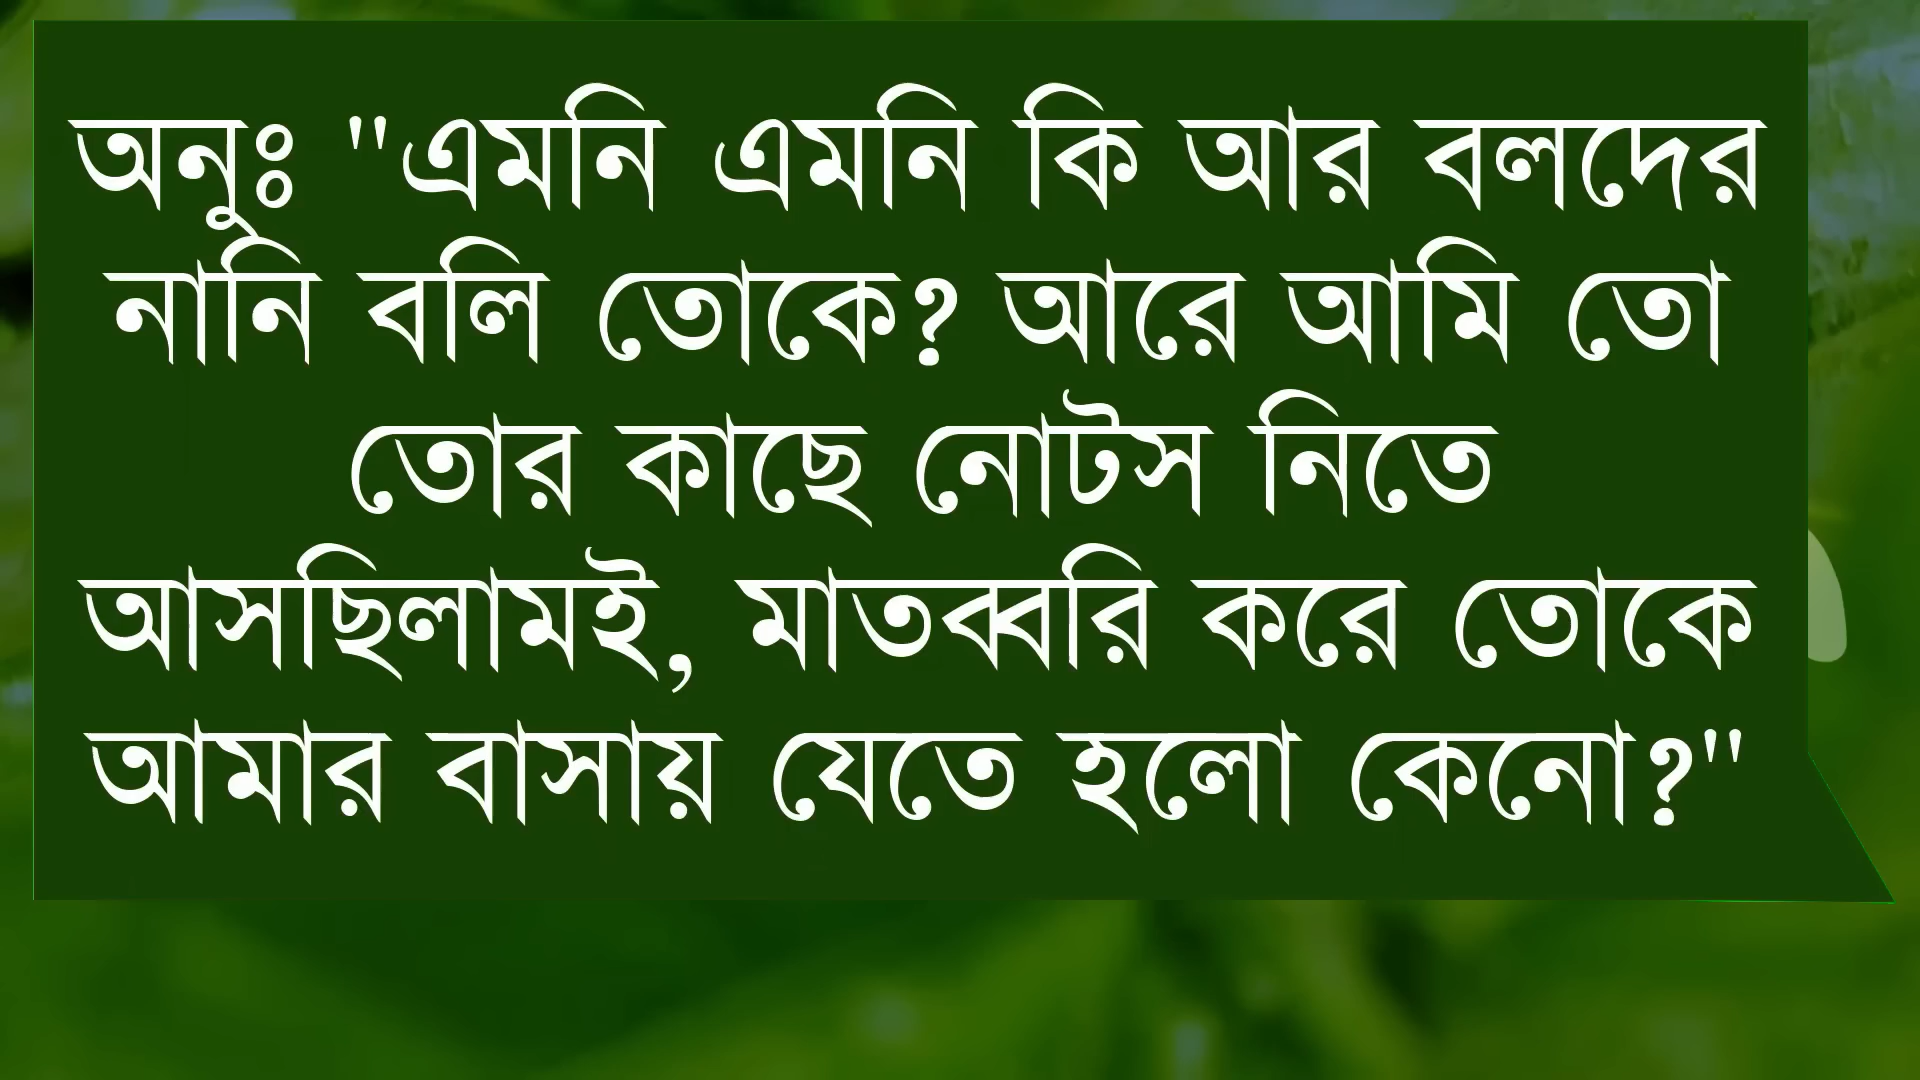 অনুঃ "এমনি এমনি কি আর বলদের
নানি বলি তোকে? আরে আমি তো
তোর কাছে নোটস নিতে
আসছিলামই, মাতব্বরি করে তোকে
আমার বাসায় যেতে হলো কেনো?"